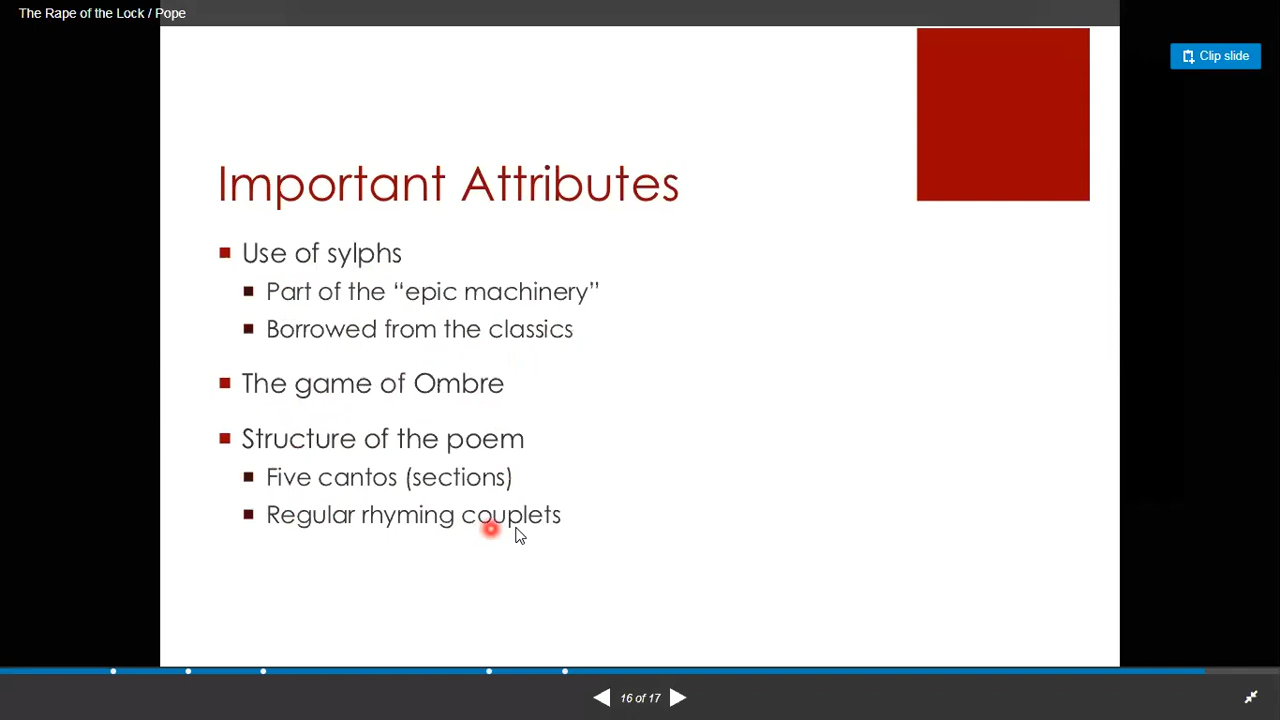 The Rape of the Lock / Pope
Clip slide
Important Attributes
Use of sylphs
Part of the “epic machinery”
Borrowed from the classics
The game of Ombre
Structure of the poem
Five cantos (sections)
Regular rhyming couplets
16 of 17